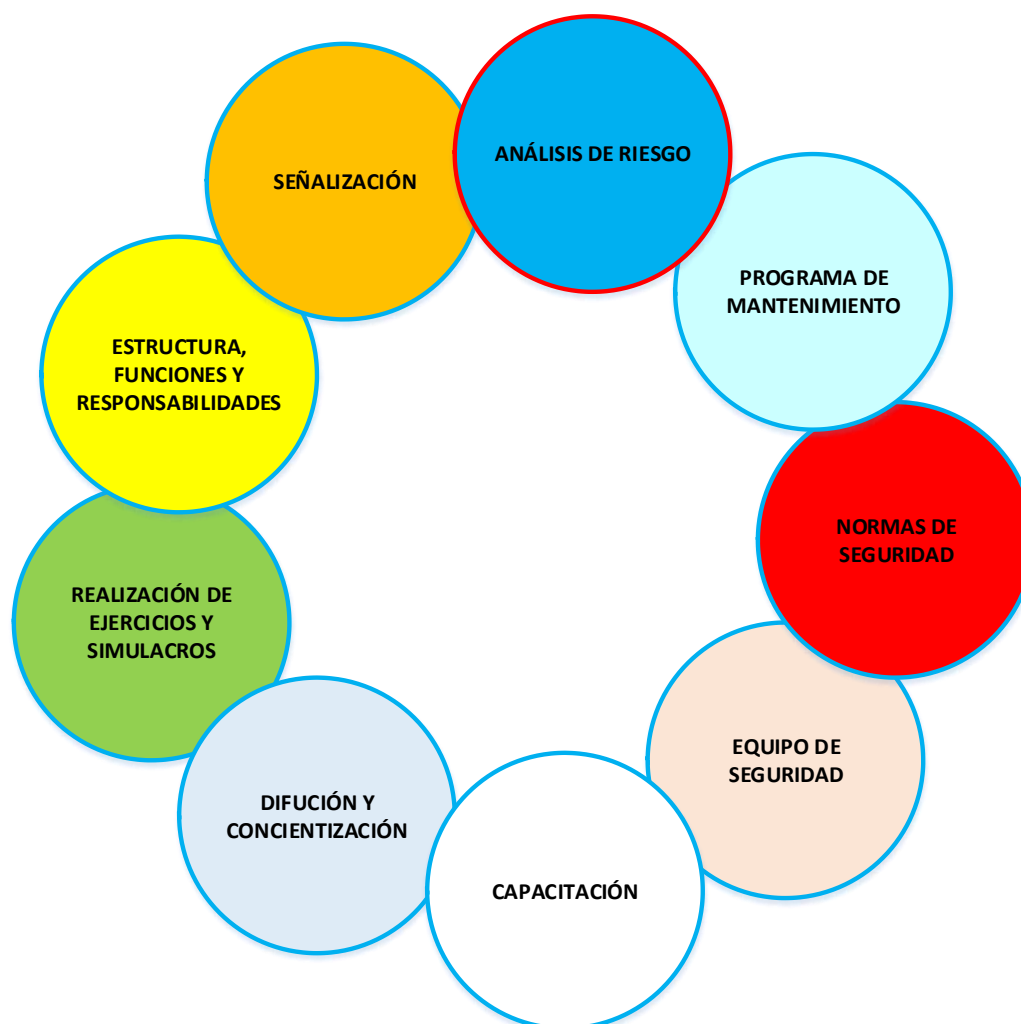 ANÁLISIS DE RIESGO
SEÑALIZACIÓN
PROGRAMA DE
MANTENIMIENTO
ESTRUCTURA,
FUNCIONES Y
RESPONSABILIDADES
NORMAS DE
SEGURIDAD
REALIZACIÓN DE
EJERCICIOS Y
SIMULACROS
EQUIPO DE
SEGURIDAD
DIFUCIÓN Y
CONCIENTIZACIÓN
CAPACITACIÓN